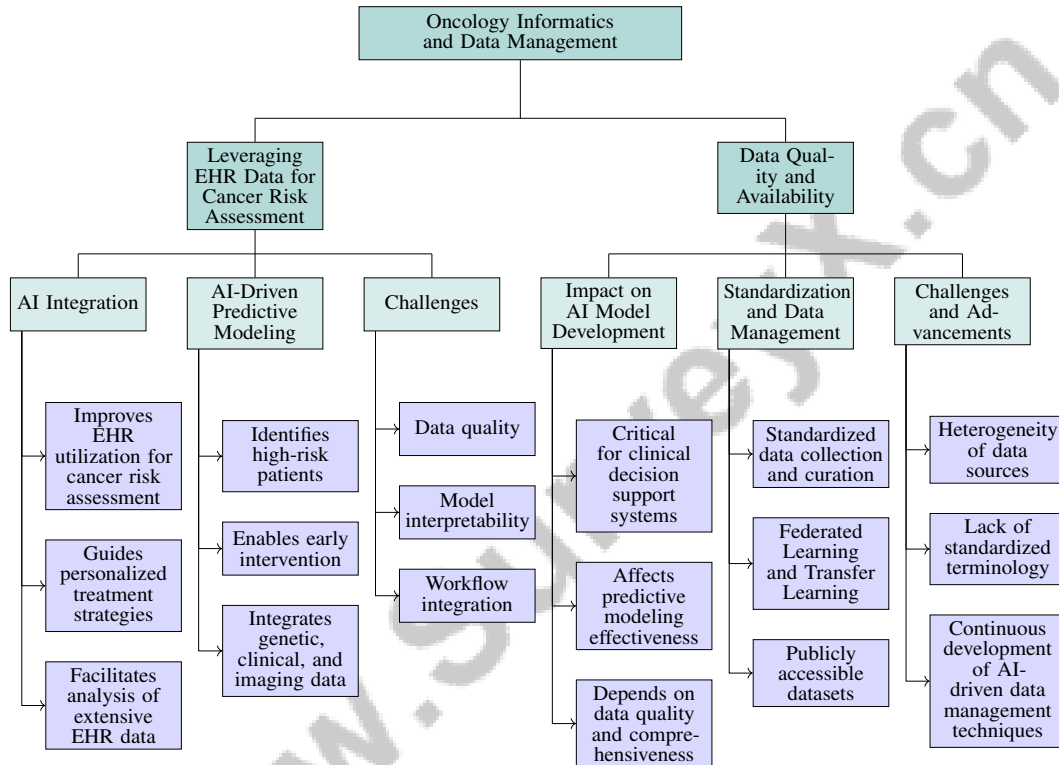 Oncology Informatics
and Data Management
Leveraging
EHR Data for
Cancer Risk
Assessment
Data Qual-
ity and
Availability
AI Integration
AI-Driven
Predictive
Modeling
Challenges
Impact on
AI Model
Development
Standardization
and Data
Management
Challenges
and Ad-
vancements
Improves
EHR
utilization for
cancer risk
assessment
Guides
personalized
treatment
strategies
Facilitates
analysis of
extensive
EHR data
Identifies
high-risk
patients
Enables early
intervention
Integrates
genetic,
clinical, and
imaging data
Data quality
Model
interpretability
Workflow
integration
Critical
for clinical
decision
support
systems
Affects
predictive
modeling
effectiveness
Depends on
data quality
and compre-
hensiveness
Standardized
data collection
and curation
Federated
Learning
and Transfer
Learning
Publicly
accessible
datasets
Heterogeneity
of data
sources
Lack of
standardized
terminology
Continuous
development
of AI-
driven data
management
techniques
www.surveyx.cn